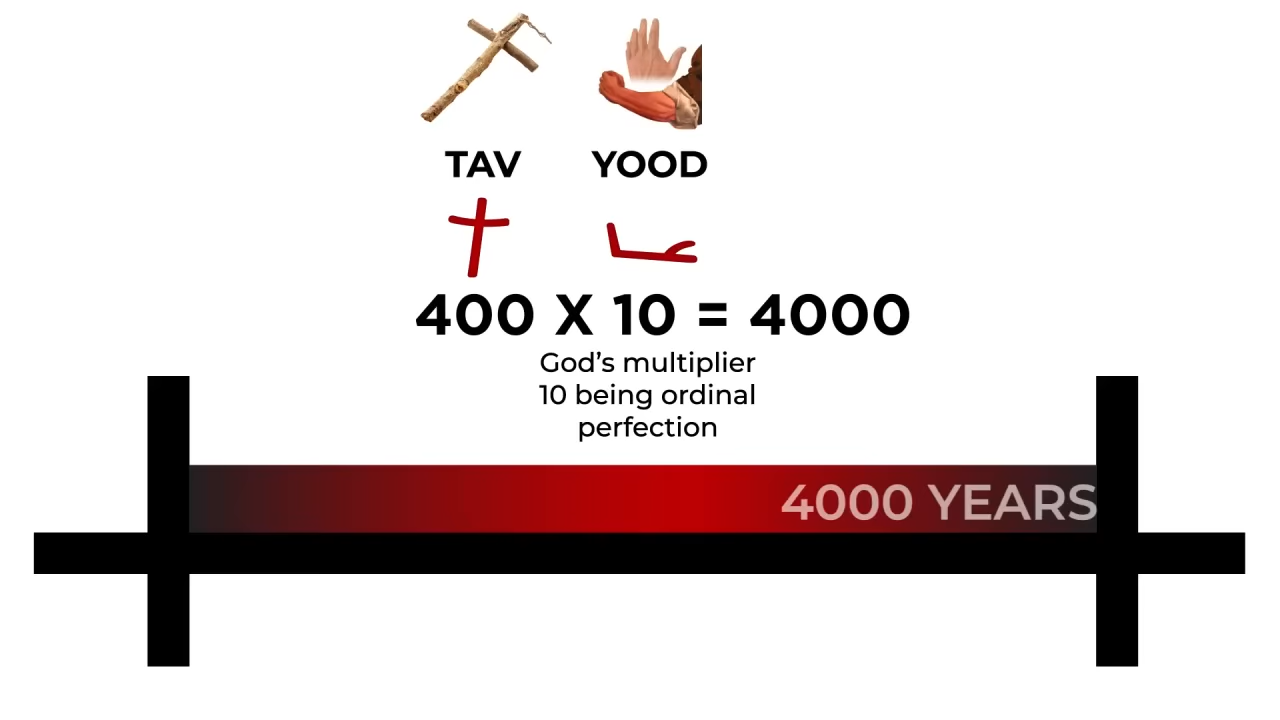 TAV YOOD
400 X 10 = 4000
God’s multiplier
10 being ordinal
perfection
4000 YEARS